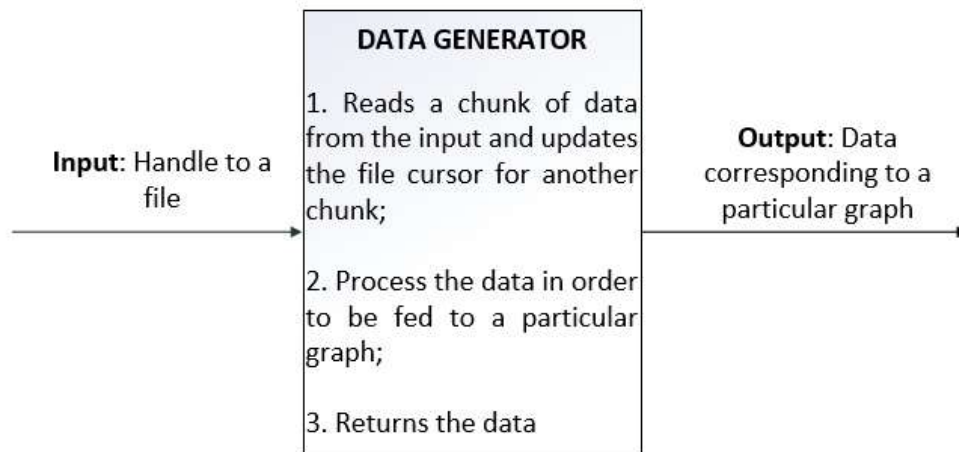 Input: Handle to a
file
DATA GENERATOR
1. Reads a chunk of data
from the input and updates
the file cursor for another
chunk;
2. Process the data in order
to be fed to a particular
graph;
3. Returns the data
Output: Data
corresponding to a
particular graph